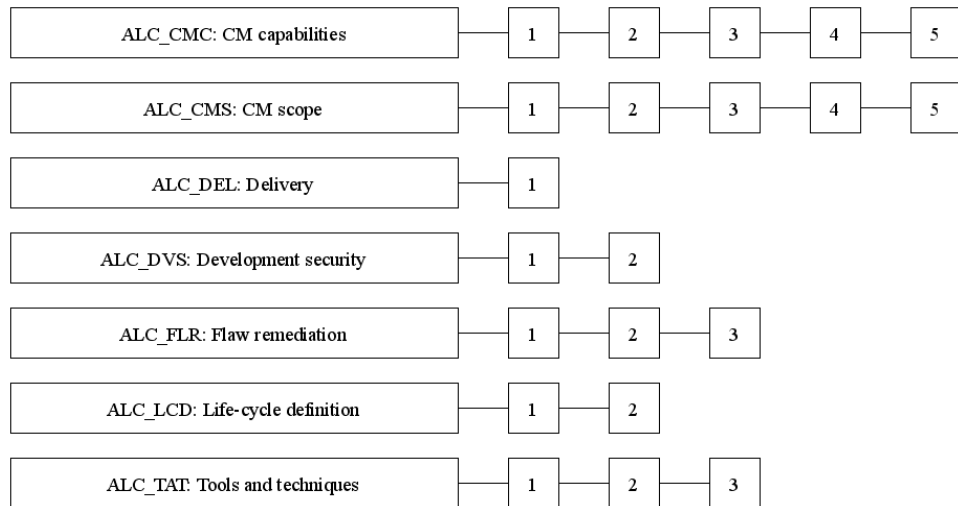 ALC_CMC: CM capabilities 1 2 3 4 5
ALC_CMS: CM scope 1 2 3 4 5
ALC_DEL: Delivery 1
ALC_DVS: Development security 1 2
ALC_FLR: Flaw remediation 1 2 3
ALC_LCD: Life-cycle definition 1 2
ALC_TAT: Tools and techniques 1 2 3